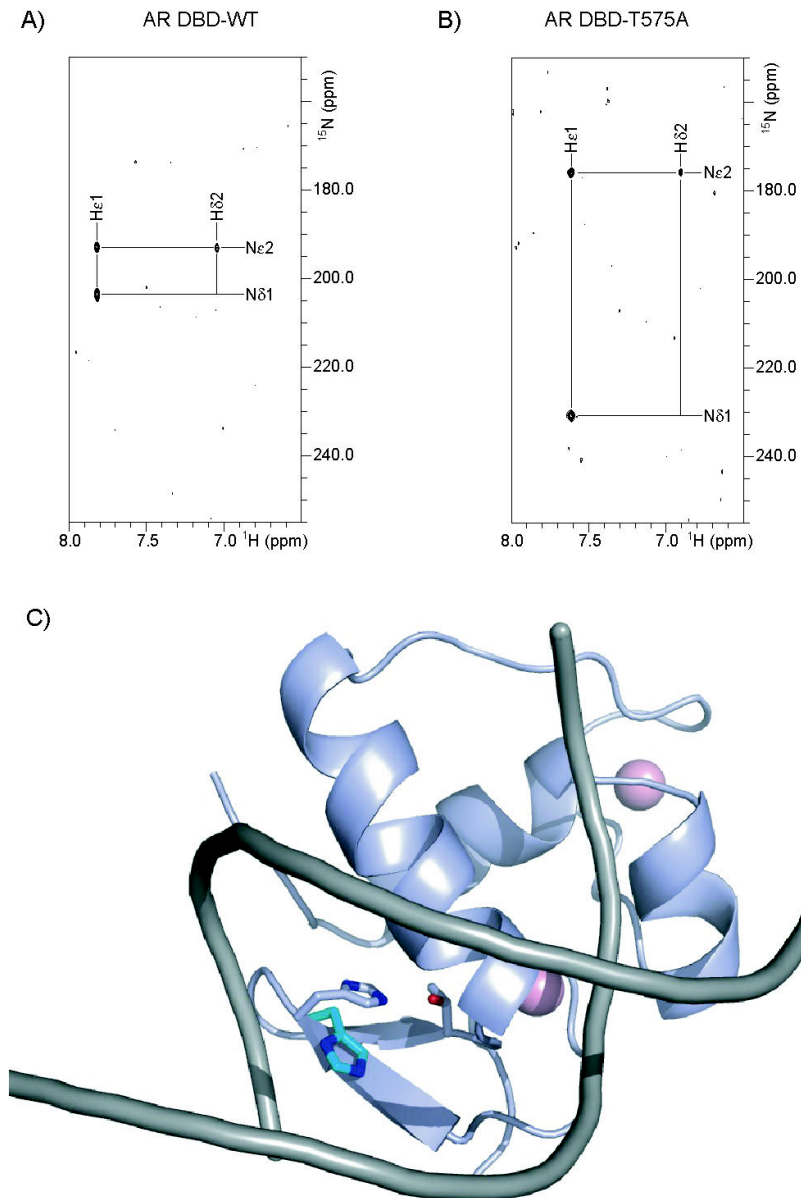 A) AR DBD-WT
B) AR DBD-T575A
¹⁵N (ppm)
Hε1
Hδ2
Nε2
Nδ1
180.0
200.0
220.0
240.0
8.0 7.5 7.0 ¹H (ppm)
¹⁵N (ppm)
Hε1
Hδ2
Nε2
Nδ1
180.0
200.0
220.0
240.0
8.0 7.5 7.0 ¹H (ppm)
C)